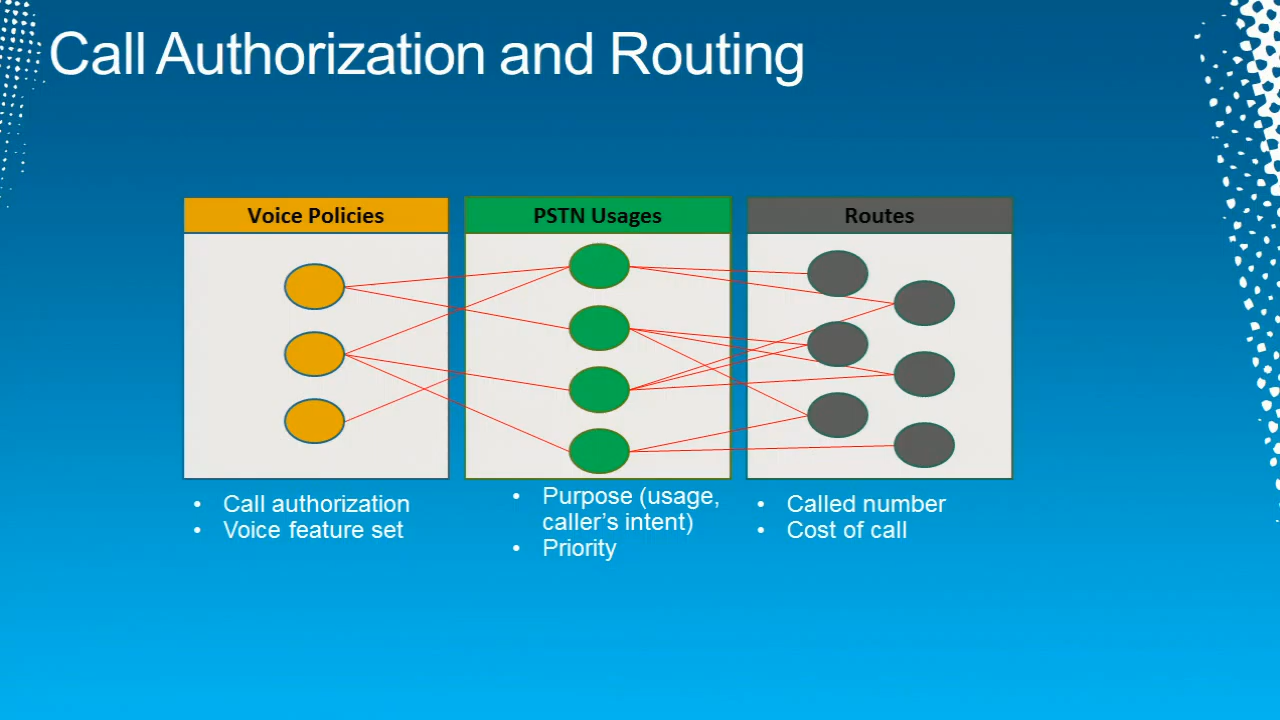 Call Authorization and Routing
Voice Policies
PSTN Usages
Routes
• Call authorization
• Voice feature set
• Purpose (usage,
caller’s intent)
• Priority
• Called number
• Cost of call